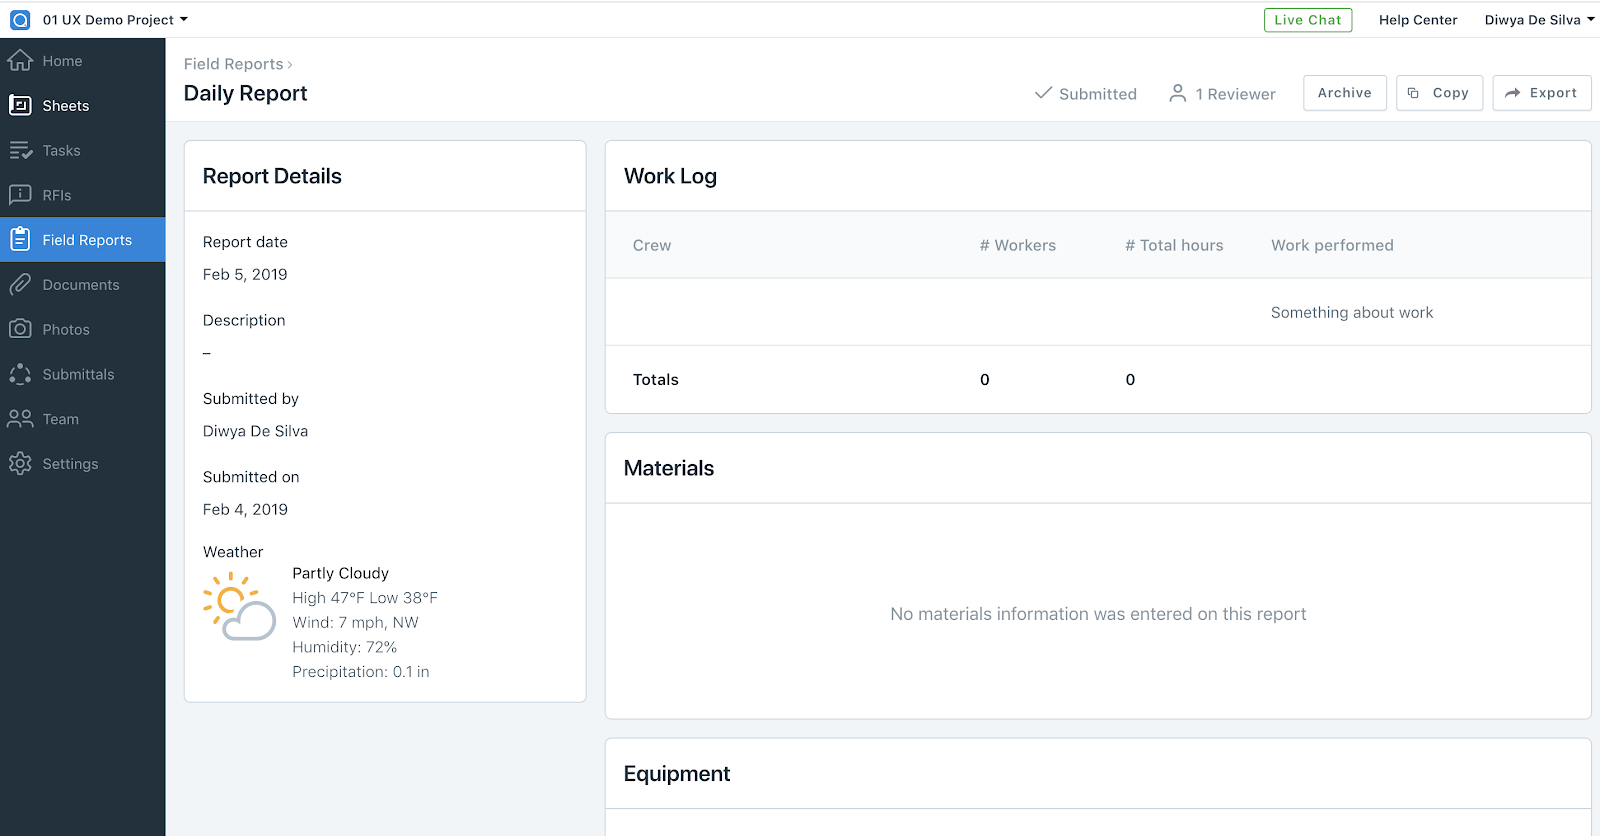 01 UX Demo Project
Live Chat
Help Center
Diwya De Silva
Home
Sheets
Tasks
RFIs
Field Reports
Documents
Photos
Submittals
Team
Settings
Field Reports ›
Daily Report
Submitted
1 Reviewer
Archive
Copy
Export
Report Details
Report date
Feb 5, 2019
Description
–
Submitted by
Diwya De Silva
Submitted on
Feb 4, 2019
Weather
Partly Cloudy
High 47°F Low 38°F
Wind: 7 mph, NW
Humidity: 72%
Precipitation: 0.1 in
Work Log
Crew # Workers # Total hours Work performed
Something about work
Totals 0 0
Materials
No materials information was entered on this report
Equipment